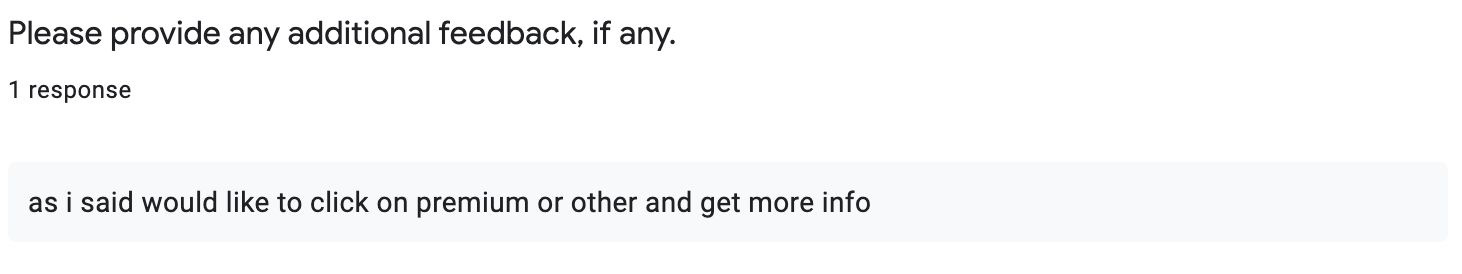 Please provide any additional feedback, if any.
1 response
as i said would like to click on premium or other and get more info